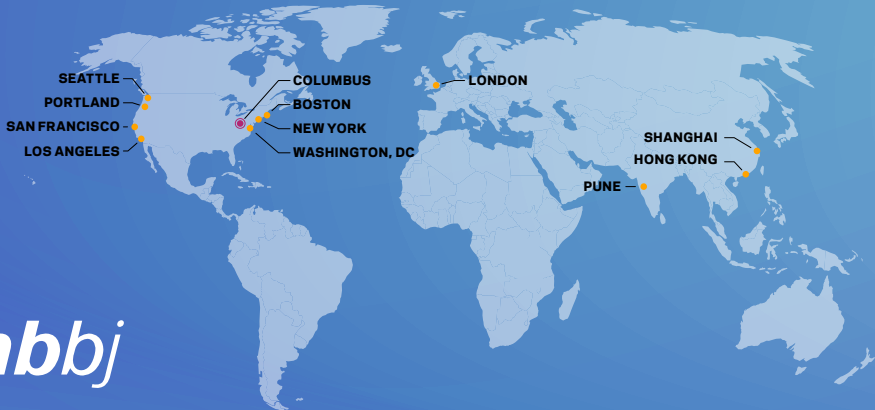 SEATTLE
PORTLAND
SAN FRANCISCO
LOS ANGELES
COLUMBUS
BOSTON
NEW YORK
WASHINGTON, DC
LONDON
SHANGHAI
HONG KONG
PUNE
nbbj